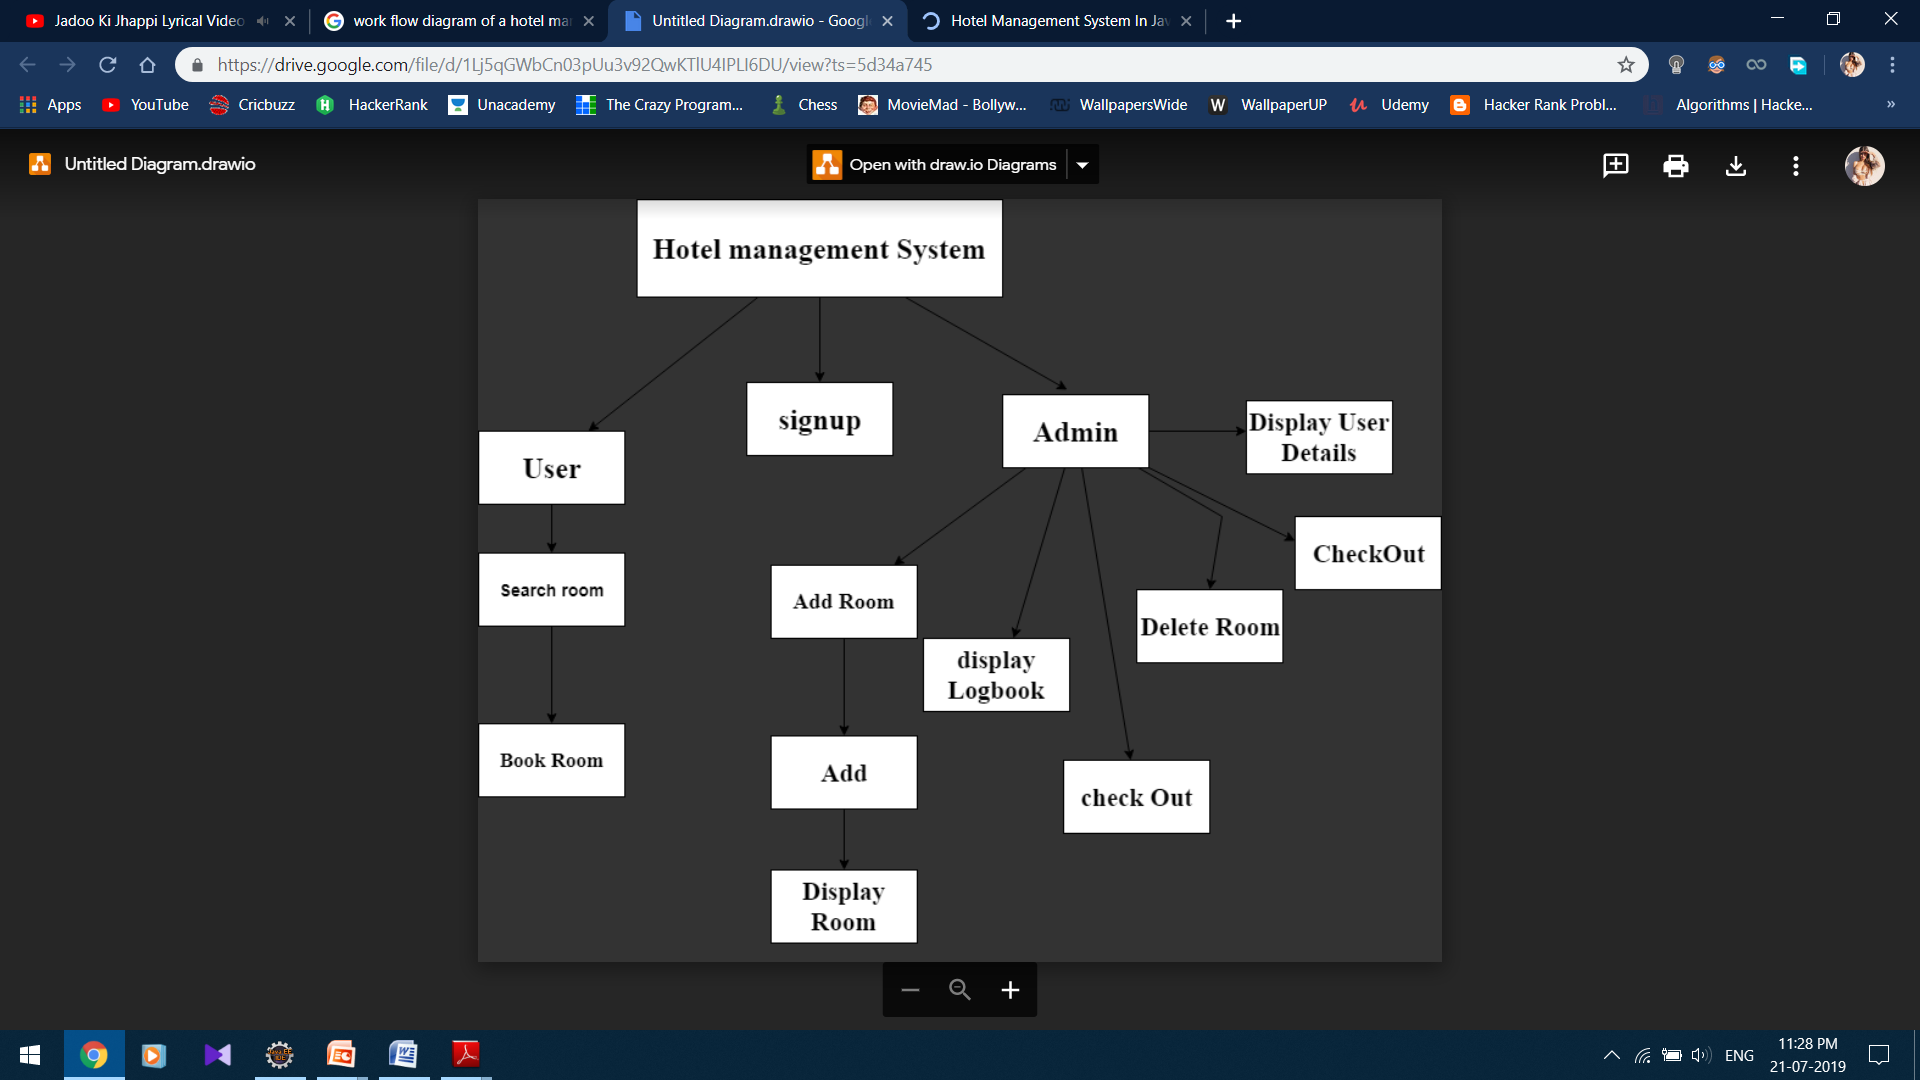 Jadoo Ki Jhappi Lyrical Video
work flow diagram of a hotel ma
Untitled Diagram.drawio - Googl
Hotel Management System In Jav
https://drive.google.com/file/d/1Lj5qGWbCn03pUu3v92QwKTlU4IPLI6DU/view?ts=5d34a745
Apps
YouTube
Cricbuzz
HackerRank
Unacademy
The Crazy Program...
Chess
MovieMad - Bollyw...
WallpapersWide
WallpaperUP
Udemy
Hacker Rank Probl...
Algorithms | Hacke...
»
Untitled Diagram.drawio
Open with draw.io Diagrams
Hotel management System
signup
Admin
Display User
Details
User
CheckOut
Search room
Add Room
Delete Room
display
Logbook
Book Room
Add
check Out
Display
Room
ENG
11:28 PM
21-07-2019